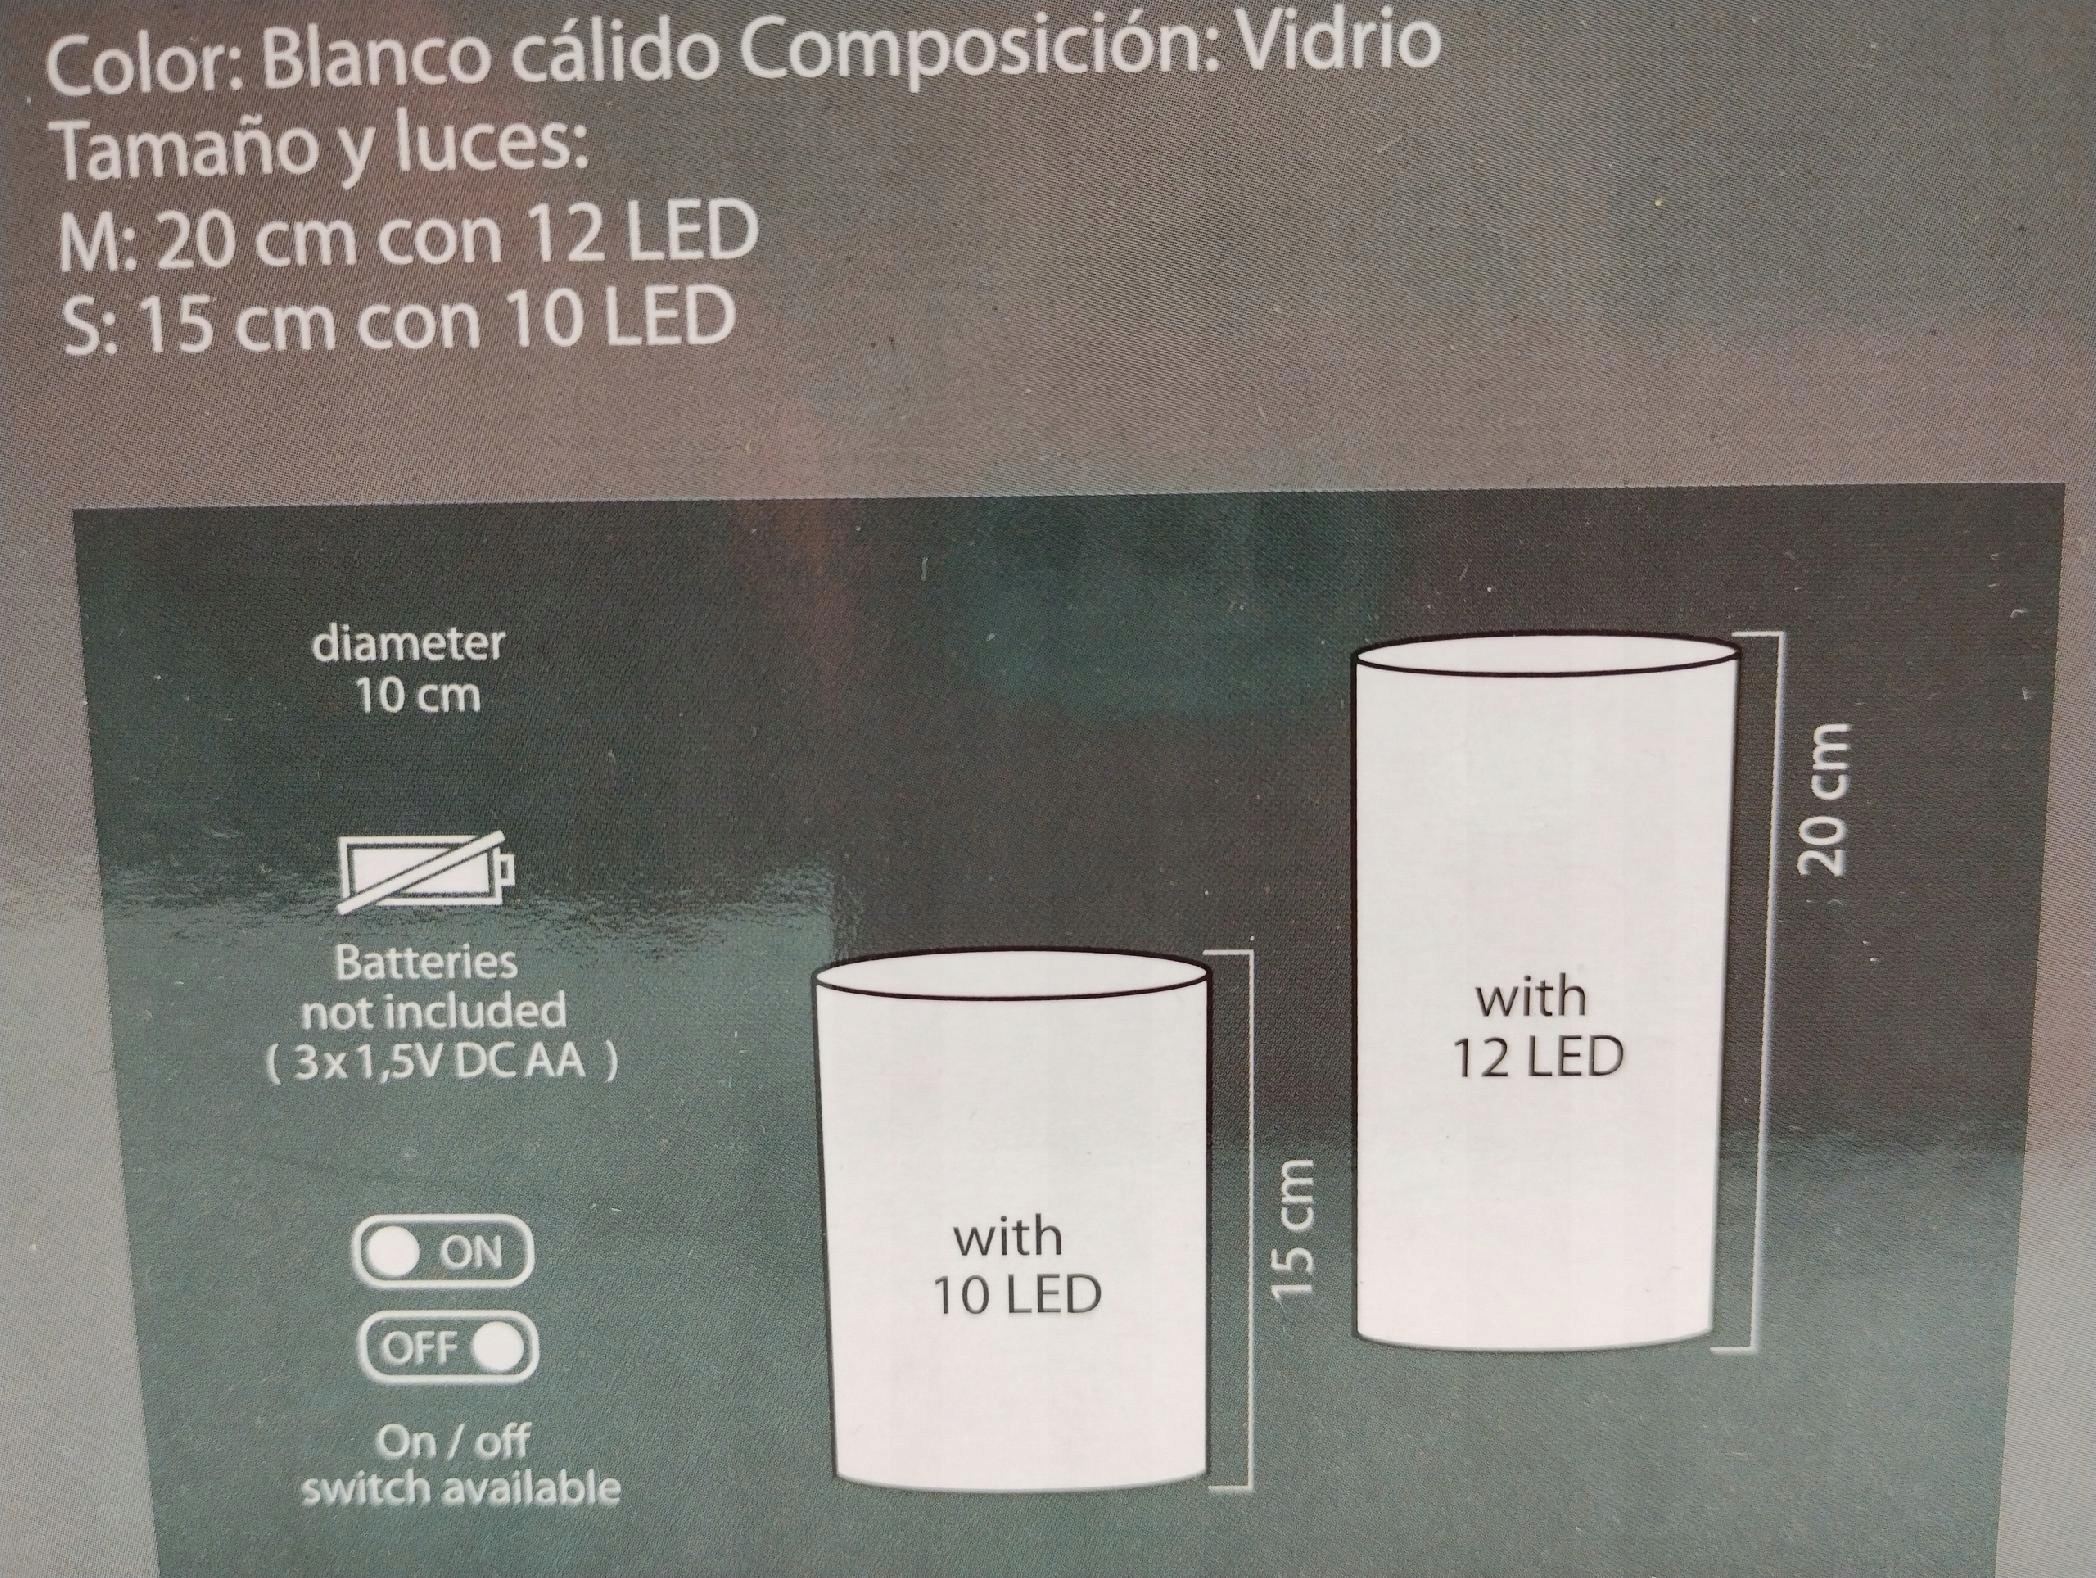 Color: Blanco cálido Composición: Vidrio
Tamaño y luces:
M: 20 cm con 12 LED
S: 15 cm con 10 LED
diameter
10 cm
Batteries
not included
( 3x1,5V DC AA )
ON
OFF
On / off
switch available
with
10 LED
15 cm
with
12 LED
20 cm